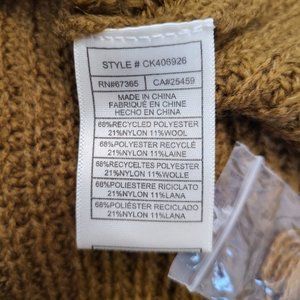 STYLE # CK406926
RN#67365 CA#25459
MADE IN CHINA
FABRIQUÉ EN CHINE
HECHO EN CHINA
68%RECYCLED POLYESTER
21%NYLON 11%WOOL
68%POLYESTER RECYCLÉ
21%NYLON 11%LAINE
68%RECYCELTES POLYESTER
21%NYLON 11%WOLLE
68%POLIESTERE RICICLATO
21%NYLON 11%LANA
68%POLIÉSTER RECICLADO
21%NYLON 11%LANA